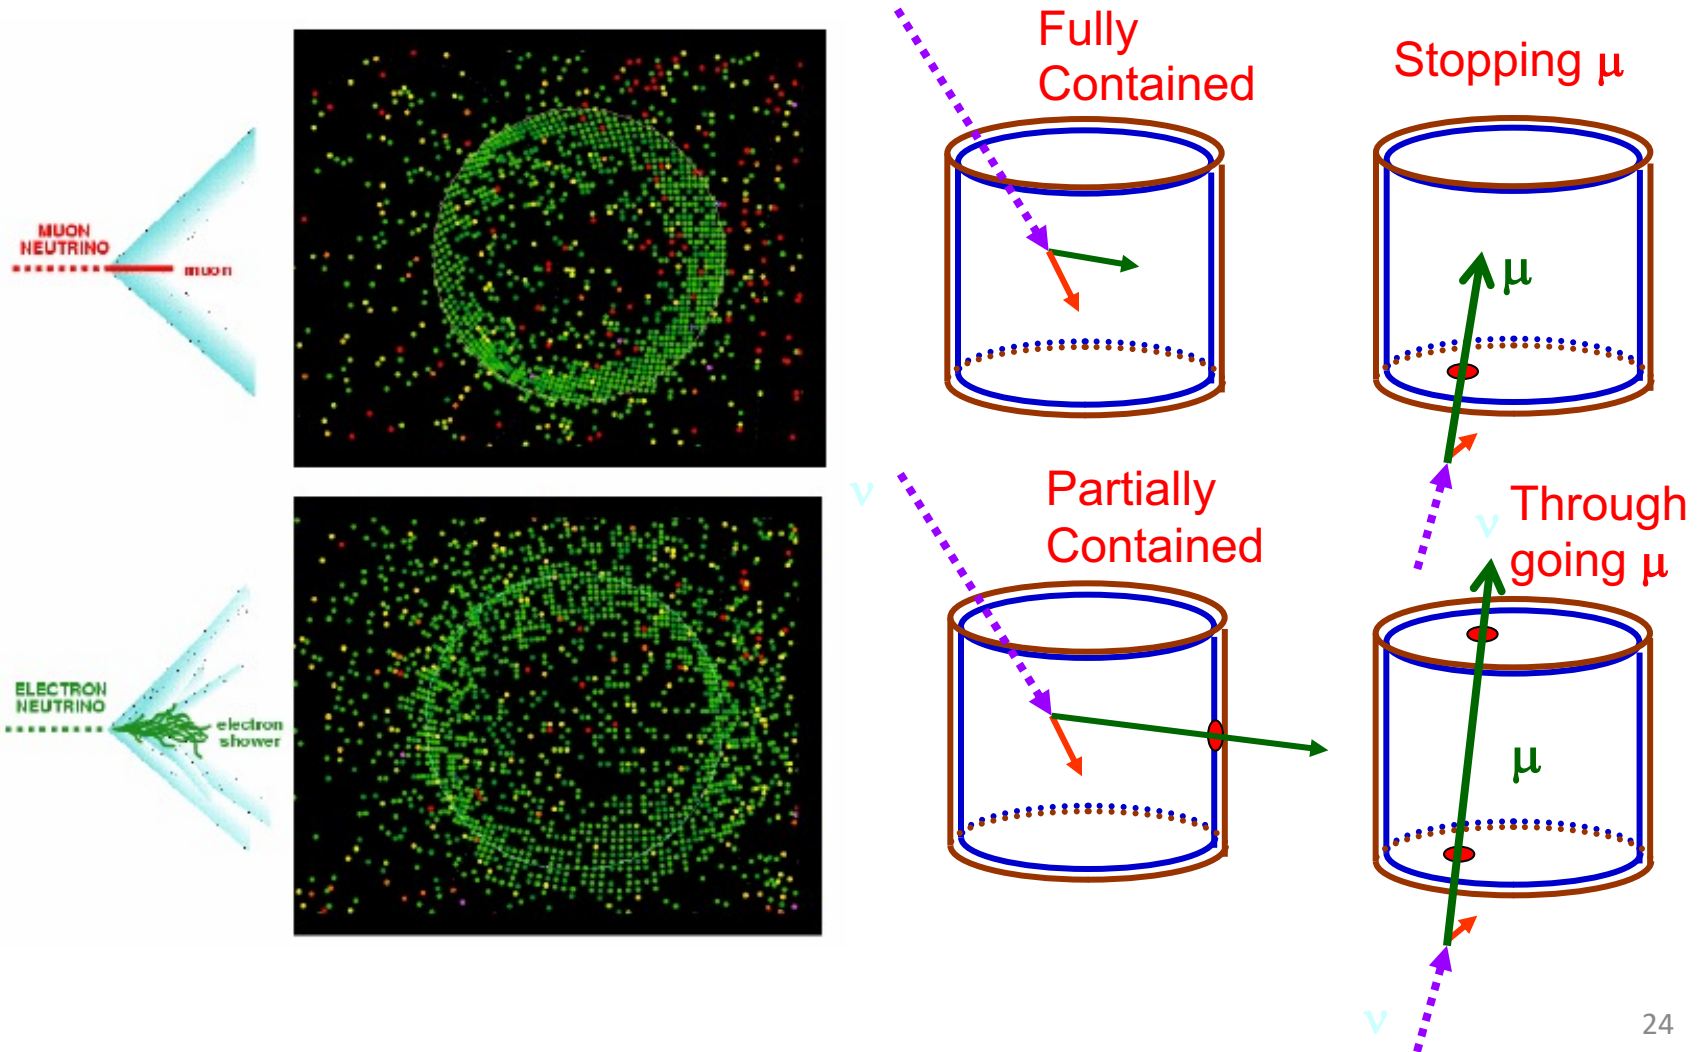 MUON
NEUTRINO
muon
ELECTRON
NEUTRINO
electron
shower
Fully
Contained
Stopping μ
μ
ν
Partially
Contained
ν
Through
going μ
μ
ν
24